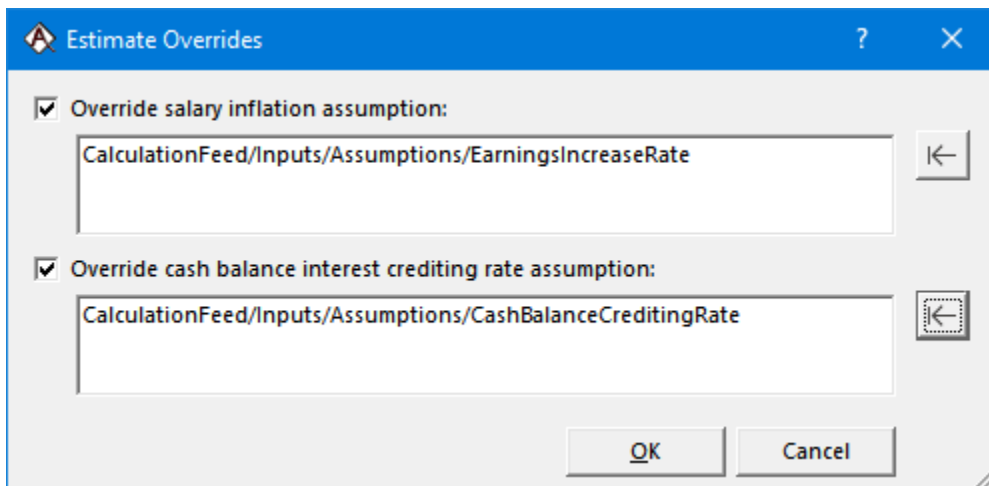 Estimate Overrides
?
Override salary inflation assumption:
CalculationFeed/Inputs/Assumptions/EarningsIncreaseRate
Override cash balance interest crediting rate assumption:
CalculationFeed/Inputs/Assumptions/CashBalanceCreditingRate
OK
Cancel